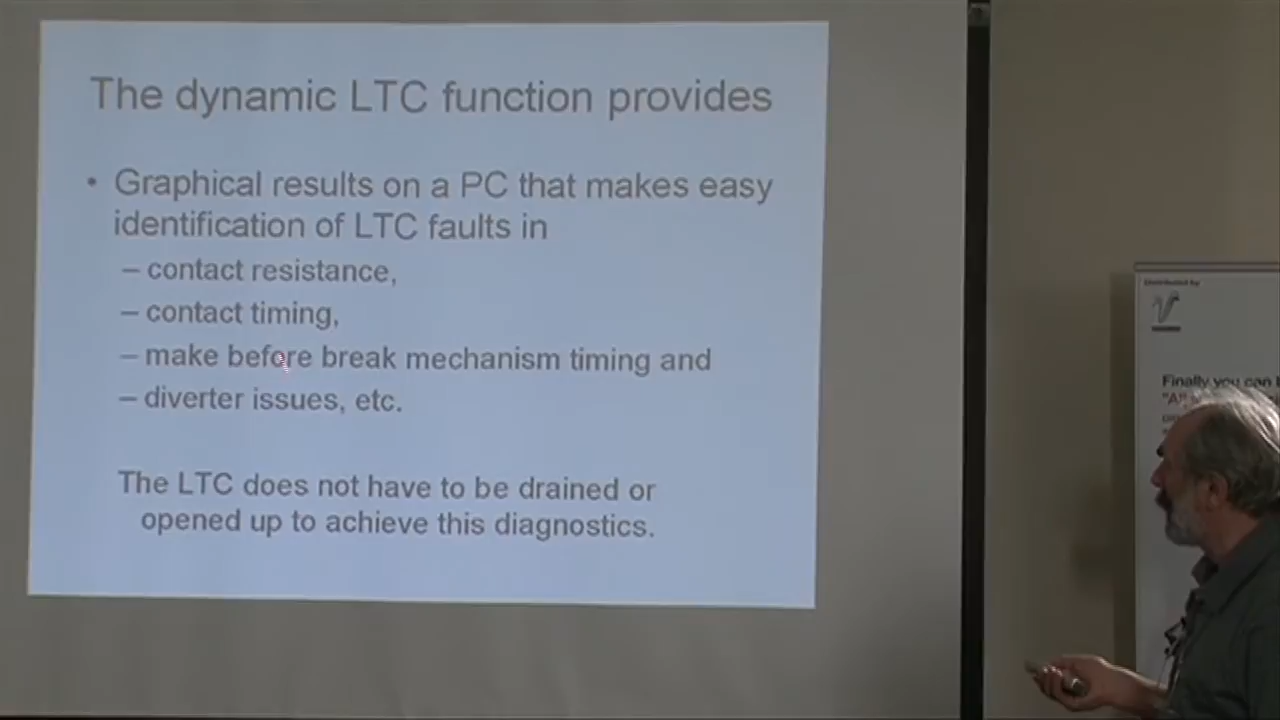 The dynamic LTC function provides
• Graphical results on a PC that makes easy
identification of LTC faults in
– contact resistance,
– contact timing,
– make before break mechanism timing and
– diverter issues, etc.
The LTC does not have to be drained or
opened up to achieve this diagnostics.
Distributed by
Finally you can
"A"